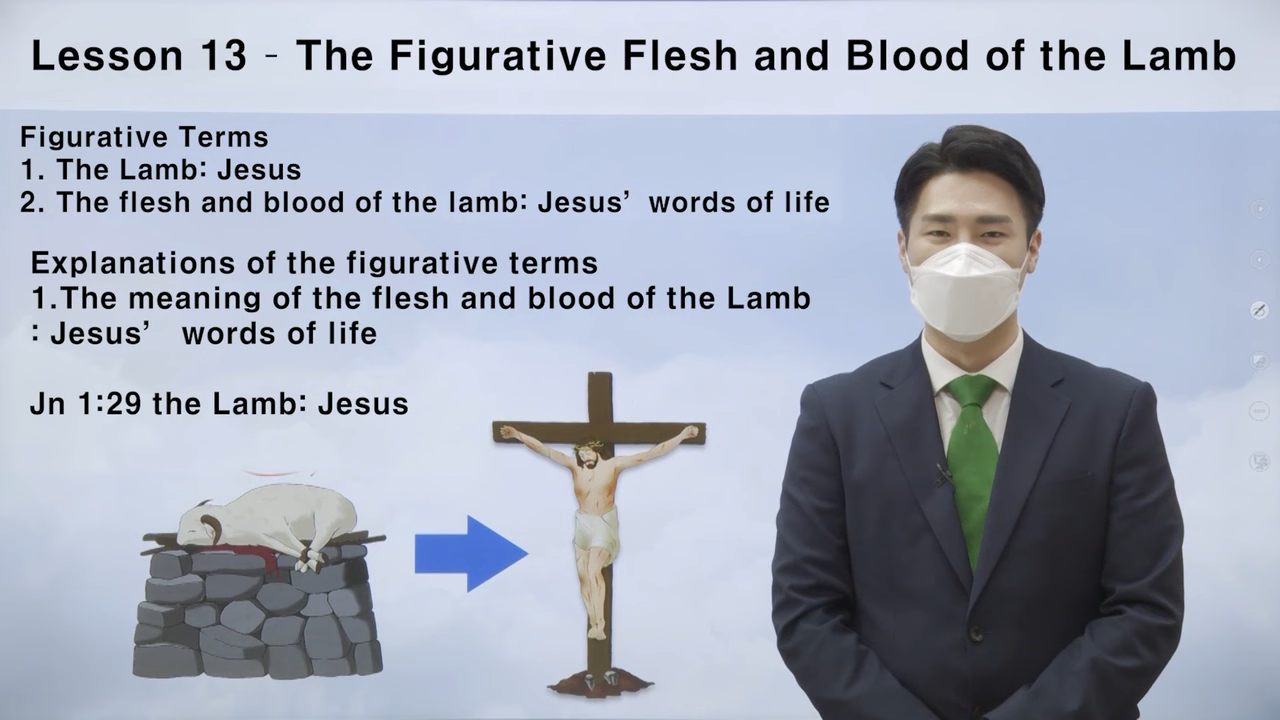 Lesson 13 - The Figurative Flesh and Blood of the Lamb
Figurative Terms
1. The Lamb: Jesus
2. The flesh and blood of the lamb: Jesus’ words of life
Explanations of the figurative terms
1.The meaning of the flesh and blood of the Lamb
: Jesus’ words of life
Jn 1:29 the Lamb: Jesus